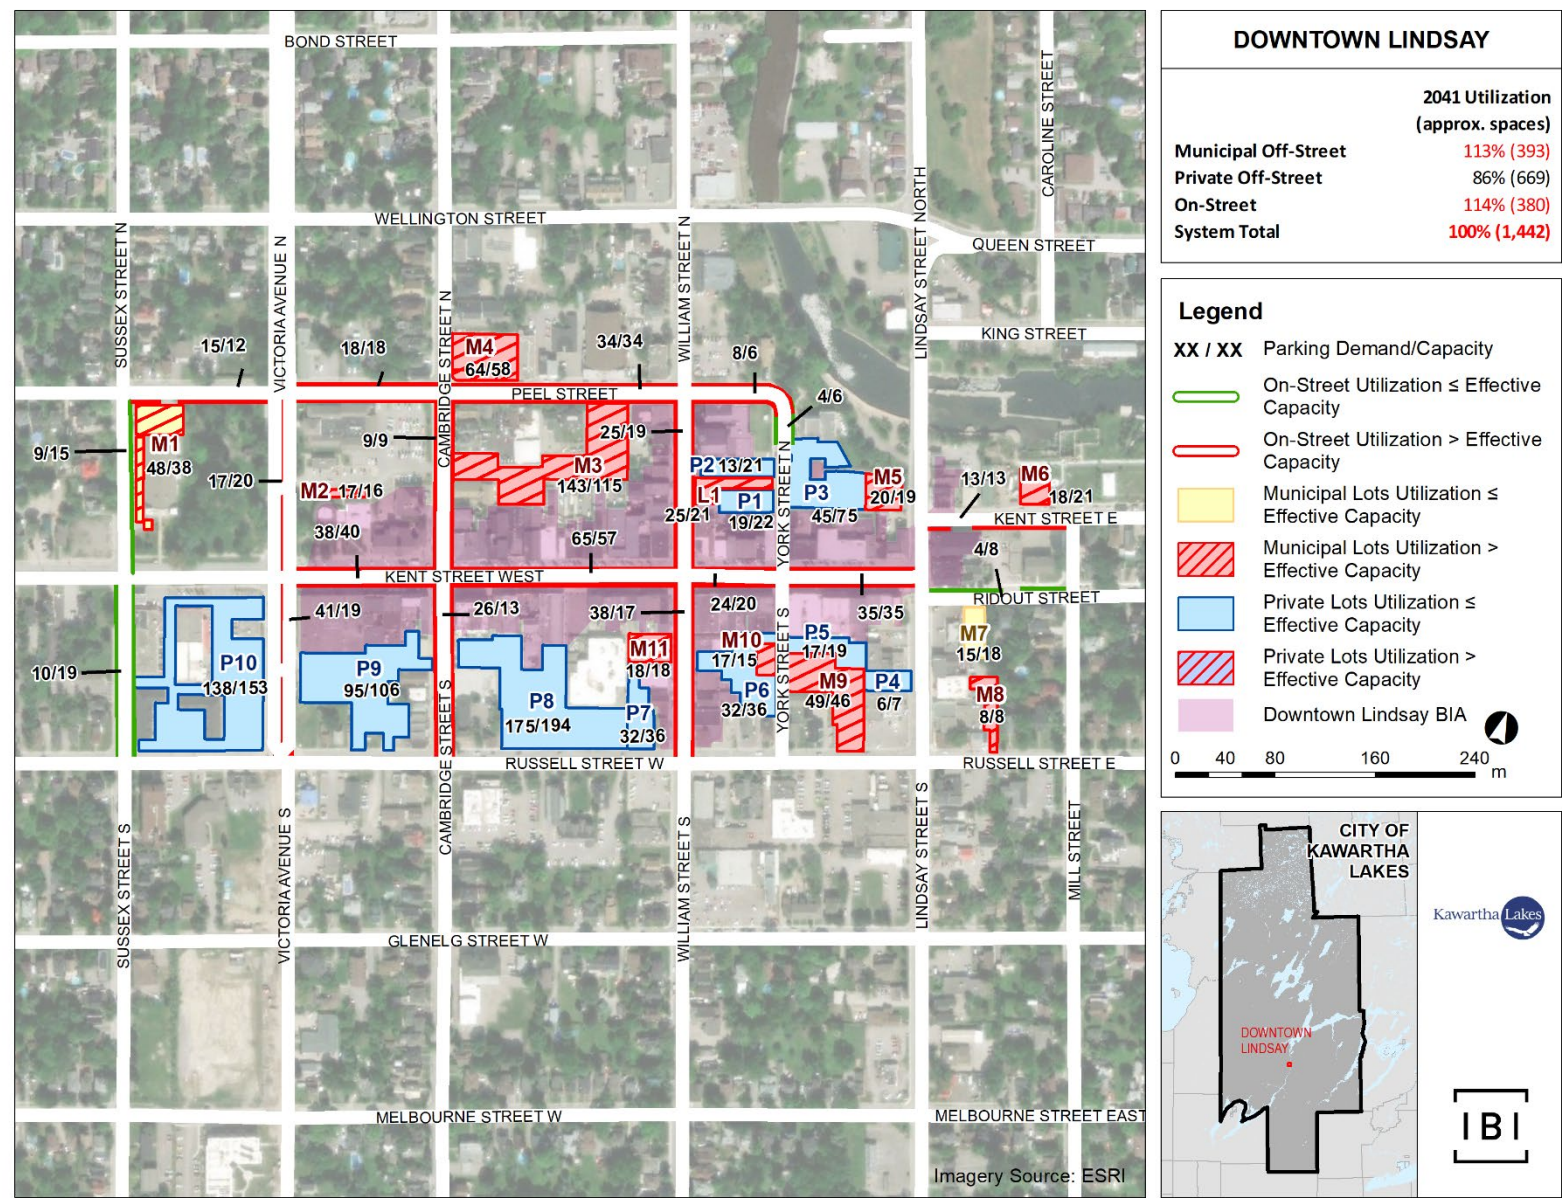 BOND STREET
CAROLINE STREET
WELLINGTON STREET
QUEEN STREET
SUSSEX STREET N
VICTORIA AVENUE N
CAMBRIDGE STREET N
WILLIAM STREET N
LINDSAY STREET NORTH
KING STREET
15/12
18/18
M4
64/58
34/34
8/6
4/6
PEEL STREET
9/15
M1
48/38
17/20
9/9
25/19
M2
17/16
M3
143/115
P2
13/21
L1
P1
19/22
25/21
YORK STREET N
P3
45/75
M5
20/19
13/13
M6
18/21
KENT STREET E
38/40
65/57
4/8
KENT STREET WEST
RIDOUT STREET
41/19
26/13
38/17
24/20
35/35
10/19
P10
138/153
P9
95/106
P8
175/194
M11
18/18
P7
32/36
M10
17/15
P6
32/36
P5
17/19
YORK STREET S
M9
49/46
P4
6/7
M7
15/18
M8
8/8
RUSSELL STREET W
RUSSELL STREET E
SUSSEX STREET S
VICTORIA AVENUE S
CAMBRIDGE STREET S
WILLIAM STREET S
LINDSAY STREET S
MILL STREET
GLENELG STREET W
MELBOURNE STREET W
MELBOURNE STREET EAST
Imagery Source: ESRI
DOWNTOWN LINDSAY
2041 Utilization
(approx. spaces)
Municipal Off-Street 113% (393)
Private Off-Street 86% (669)
On-Street 114% (380)
System Total 100% (1,442)
Legend
XX / XX Parking Demand/Capacity
On-Street Utilization ≤ Effective
Capacity
On-Street Utilization > Effective
Capacity
Municipal Lots Utilization ≤
Effective Capacity
Municipal Lots Utilization >
Effective Capacity
Private Lots Utilization ≤
Effective Capacity
Private Lots Utilization >
Effective Capacity
Downtown Lindsay BIA
0 40 80 160 240
m
CITY OF
KAWARTHA
LAKES
DOWNTOWN
LINDSAY
Kawartha Lakes
IBI